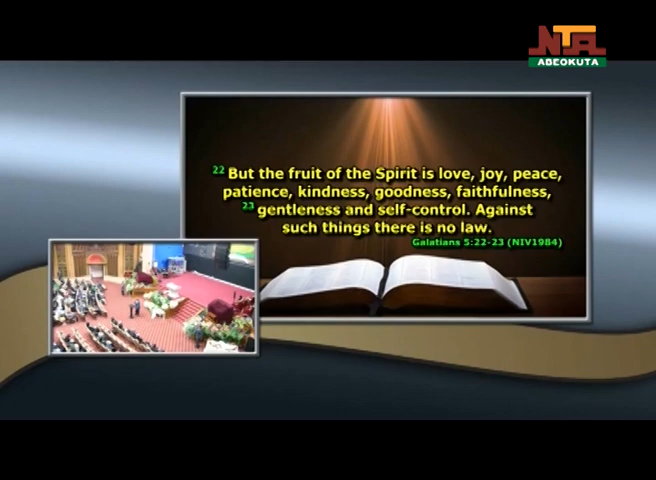 NTA
ABEOKUTA
22 But the fruit of the Spirit is love, joy, peace,
patience, kindness, goodness, faithfulness,
23 gentleness and self-control. Against
such things there is no law.
Galatians 5:22-23 (NIV1984)